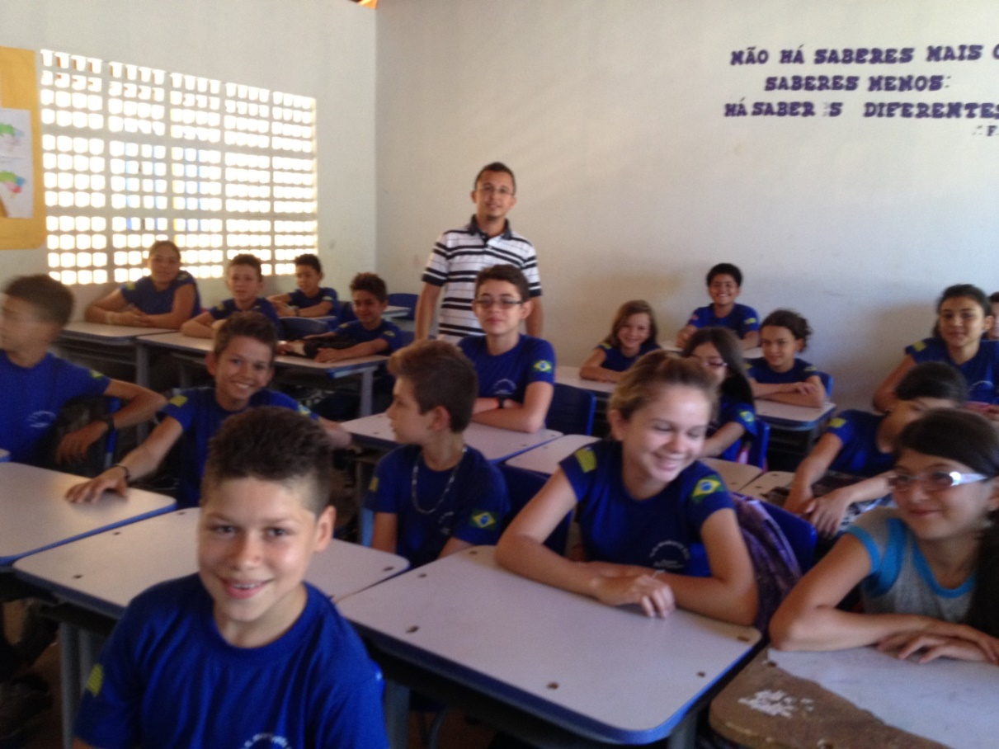 NÃO HÁ SABERES MAIS
SABERES MENOS:
HÁ SABER S DIFERENTES